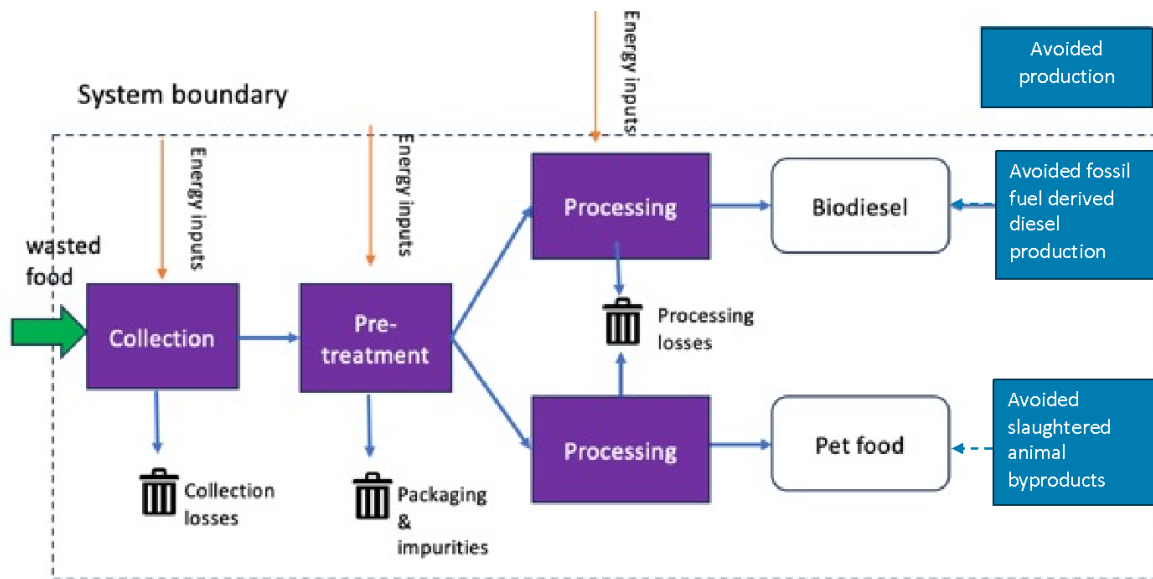 Avoided
production
System boundary
Energy inputs
Energy inputs
Energy inputs
wasted
food
Collection
Pre-
treatment
Processing
Biodiesel
Avoided fossil
fuel derived
diesel
production
Processing
losses
Processing
Pet food
Avoided
slaughtered
animal
byproducts
Collection
losses
Packaging
&
impurities